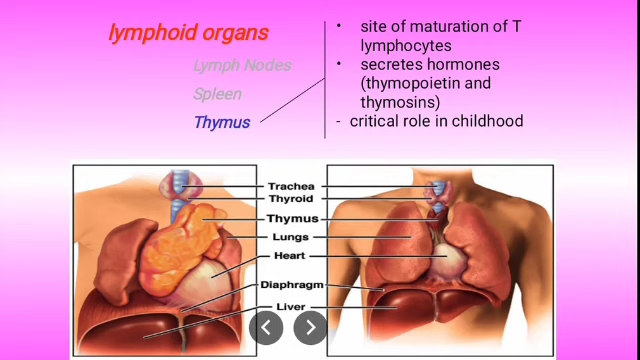 lymphoid organs
Lymph Nodes
Spleen
Thymus
• site of maturation of T
lymphocytes
• secretes hormones
(thymopoietin and
thymosins)
- critical role in childhood
Trachea
Thyroid
Thymus
Lungs
Heart
Diaphragm
Liver